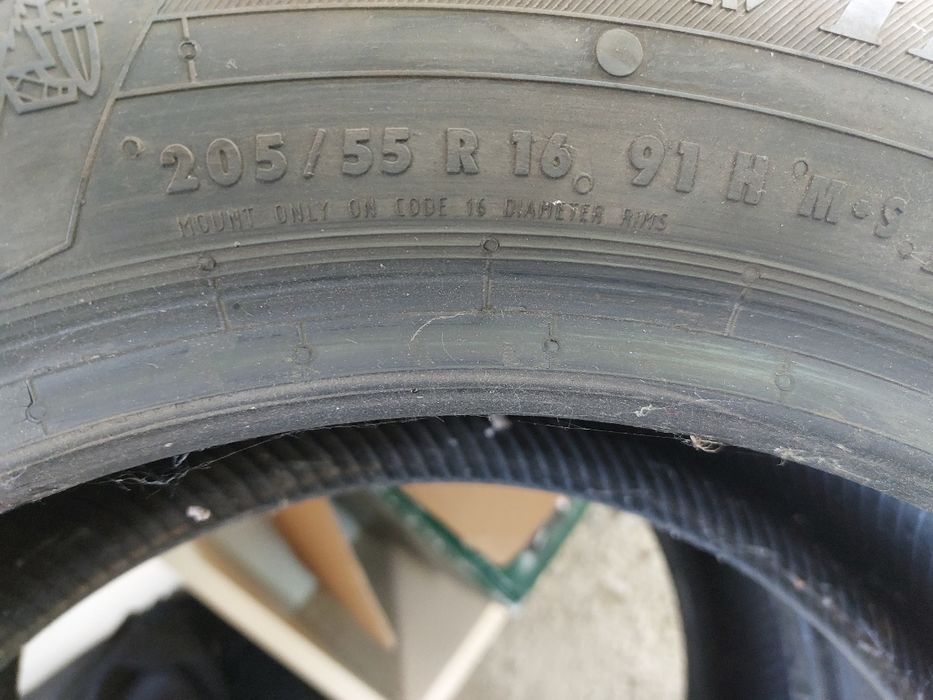 205/55 R 16 91 H M+S
MOUNT ONLY ON CODE 16 DIAMETER RIMS